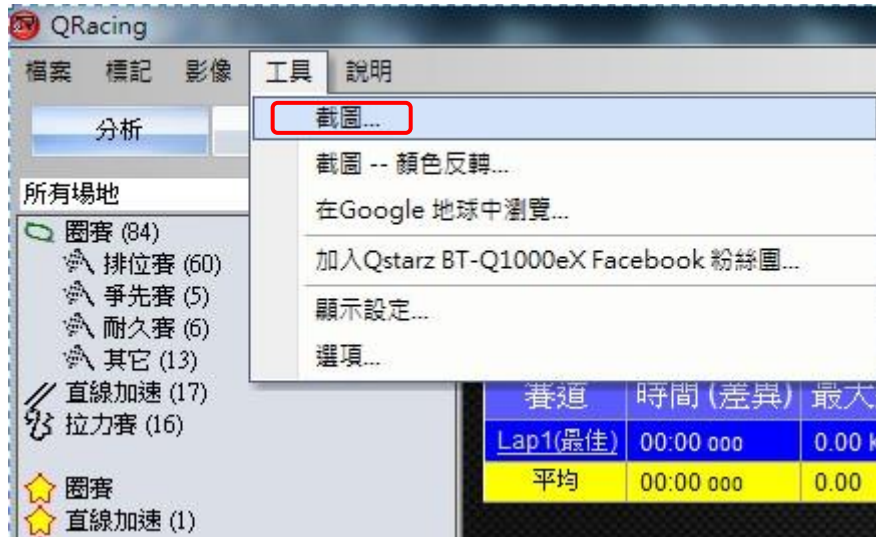 QRacing
檔案 標記 影像 工具 說明
分析
截圖...
截圖 -- 顏色反轉...
在Google 地球中瀏覽...
加入Qstarz BT-Q1000eX Facebook 粉絲團...
顯示設定...
選項...
所有場地
圈賽 (84)
排位賽 (60)
爭先賽 (5)
耐久賽 (6)
其它 (13)
直線加速 (17)
拉力賽 (16)
圈賽
直線加速 (1)
賽道 時間 (差異) 最大
Lap1(最佳) 00:00 000 0.00
平均 00:00 000 0.00